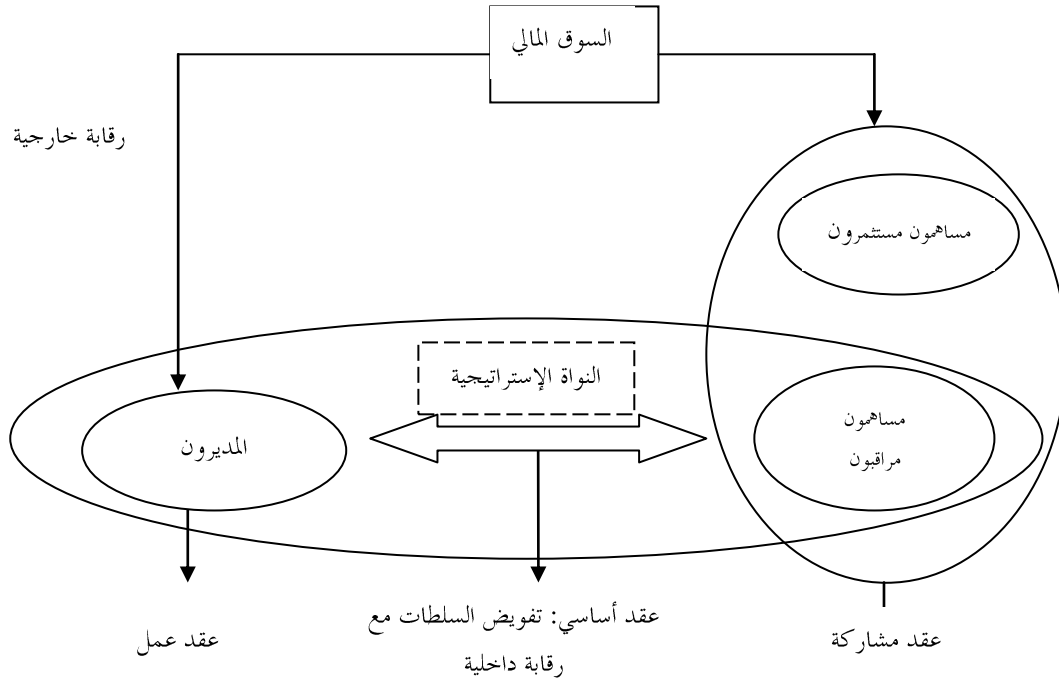 السوق المالي
رقابة خارجية
مساهمون مستثمرون
النواة الإستراتيجية
مساهمون
مراقبون
المديرون
عقد أساسي: تفويض السلطات مع
رقابة داخلية
عقد مشاركة
عقد عمل